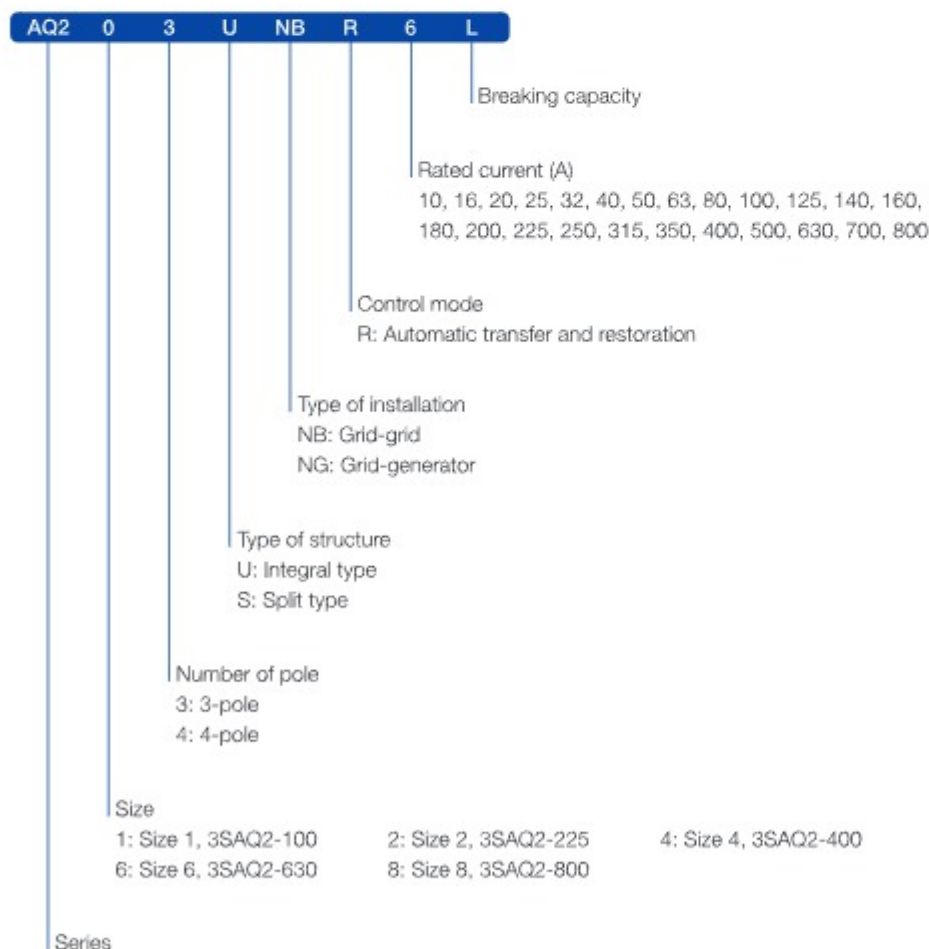 AQ2 0 3 U NB R 6 L
Breaking capacity
Rated current (A)
10, 16, 20, 25, 32, 40, 50, 63, 80, 100, 125, 140, 160,
180, 200, 225, 250, 315, 350, 400, 500, 630, 700, 800
Control mode
R: Automatic transfer and restoration
Type of installation
NB: Grid-grid
NG: Grid-generator
Type of structure
U: Integral type
S: Split type
Number of pole
3: 3-pole
4: 4-pole
Size
1: Size 1, 3SAQ2-100 2: Size 2, 3SAQ2-225 4: Size 4, 3SAQ2-400
6: Size 6, 3SAQ2-630 8: Size 8, 3SAQ2-800
Series